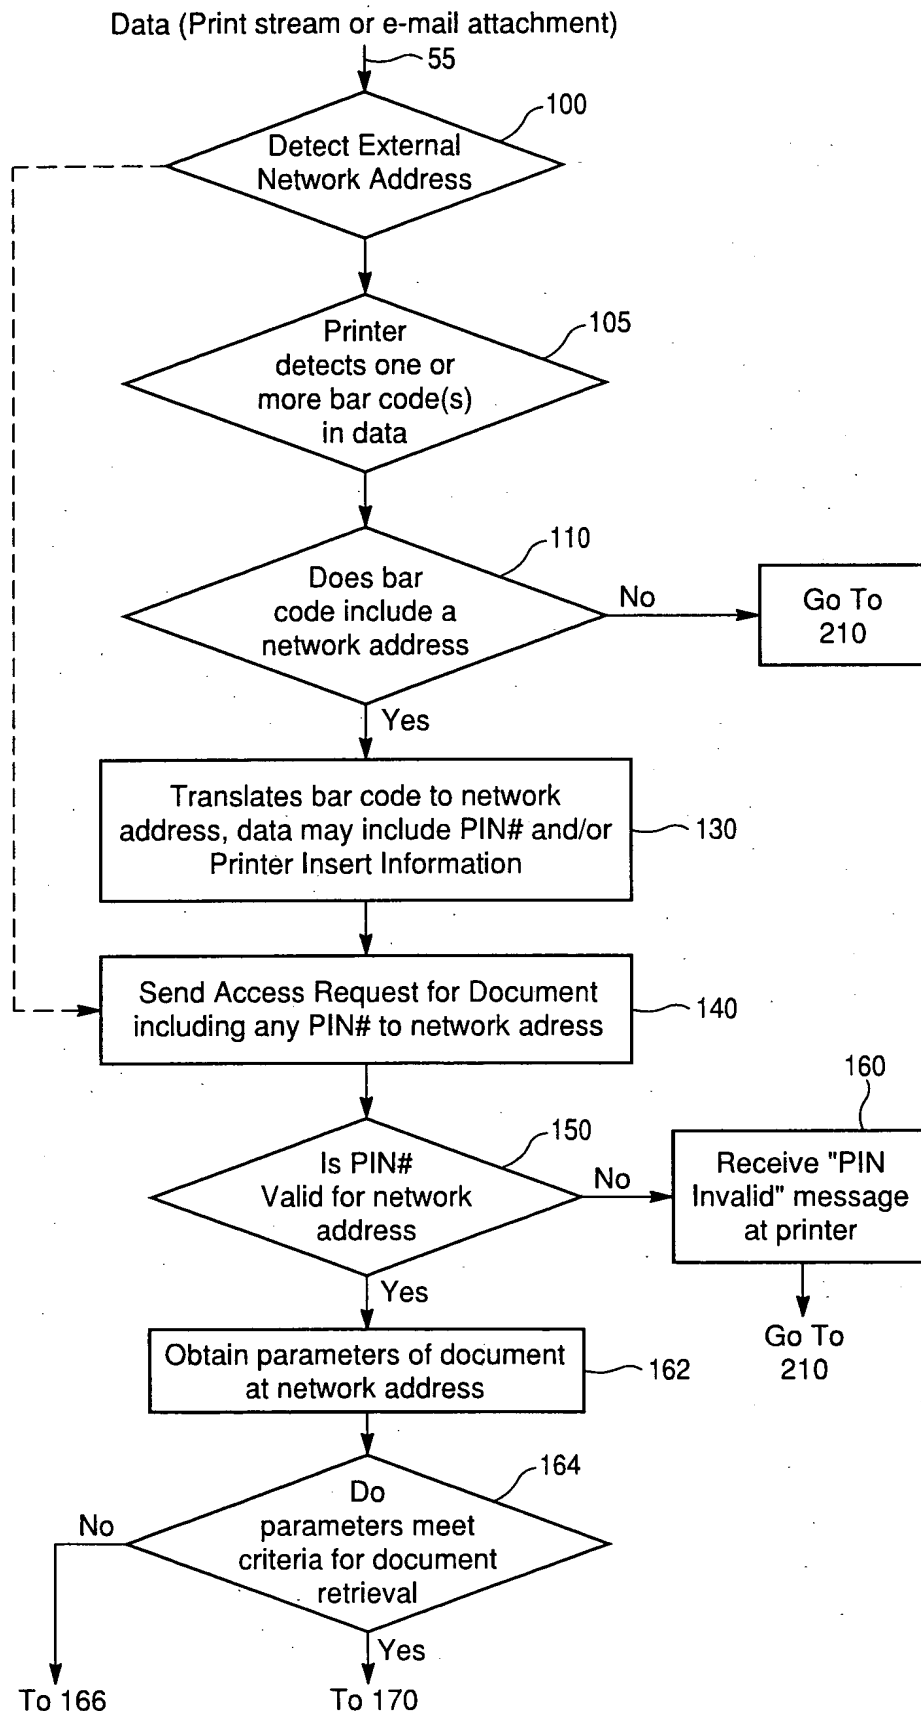 Data (Print stream or e-mail attachment)
55
100
Detect External
Network Address
105
Printer
detects one or
more bar code(s)
in data
110
Does bar
code include a
network address
No
Go To
210
Yes
Translates bar code to network
address, data may include PIN# and/or
Printer Insert Information
130
Send Access Request for Document
including any PIN# to network adress
140
160
150
Is PIN#
Valid for network
address
No
Receive "PIN
Invalid" message
at printer
Yes
Go To
210
Obtain parameters of document
at network address
162
164
Do
parameters meet
criteria for document
retrieval
No
Yes
To 166
To 170